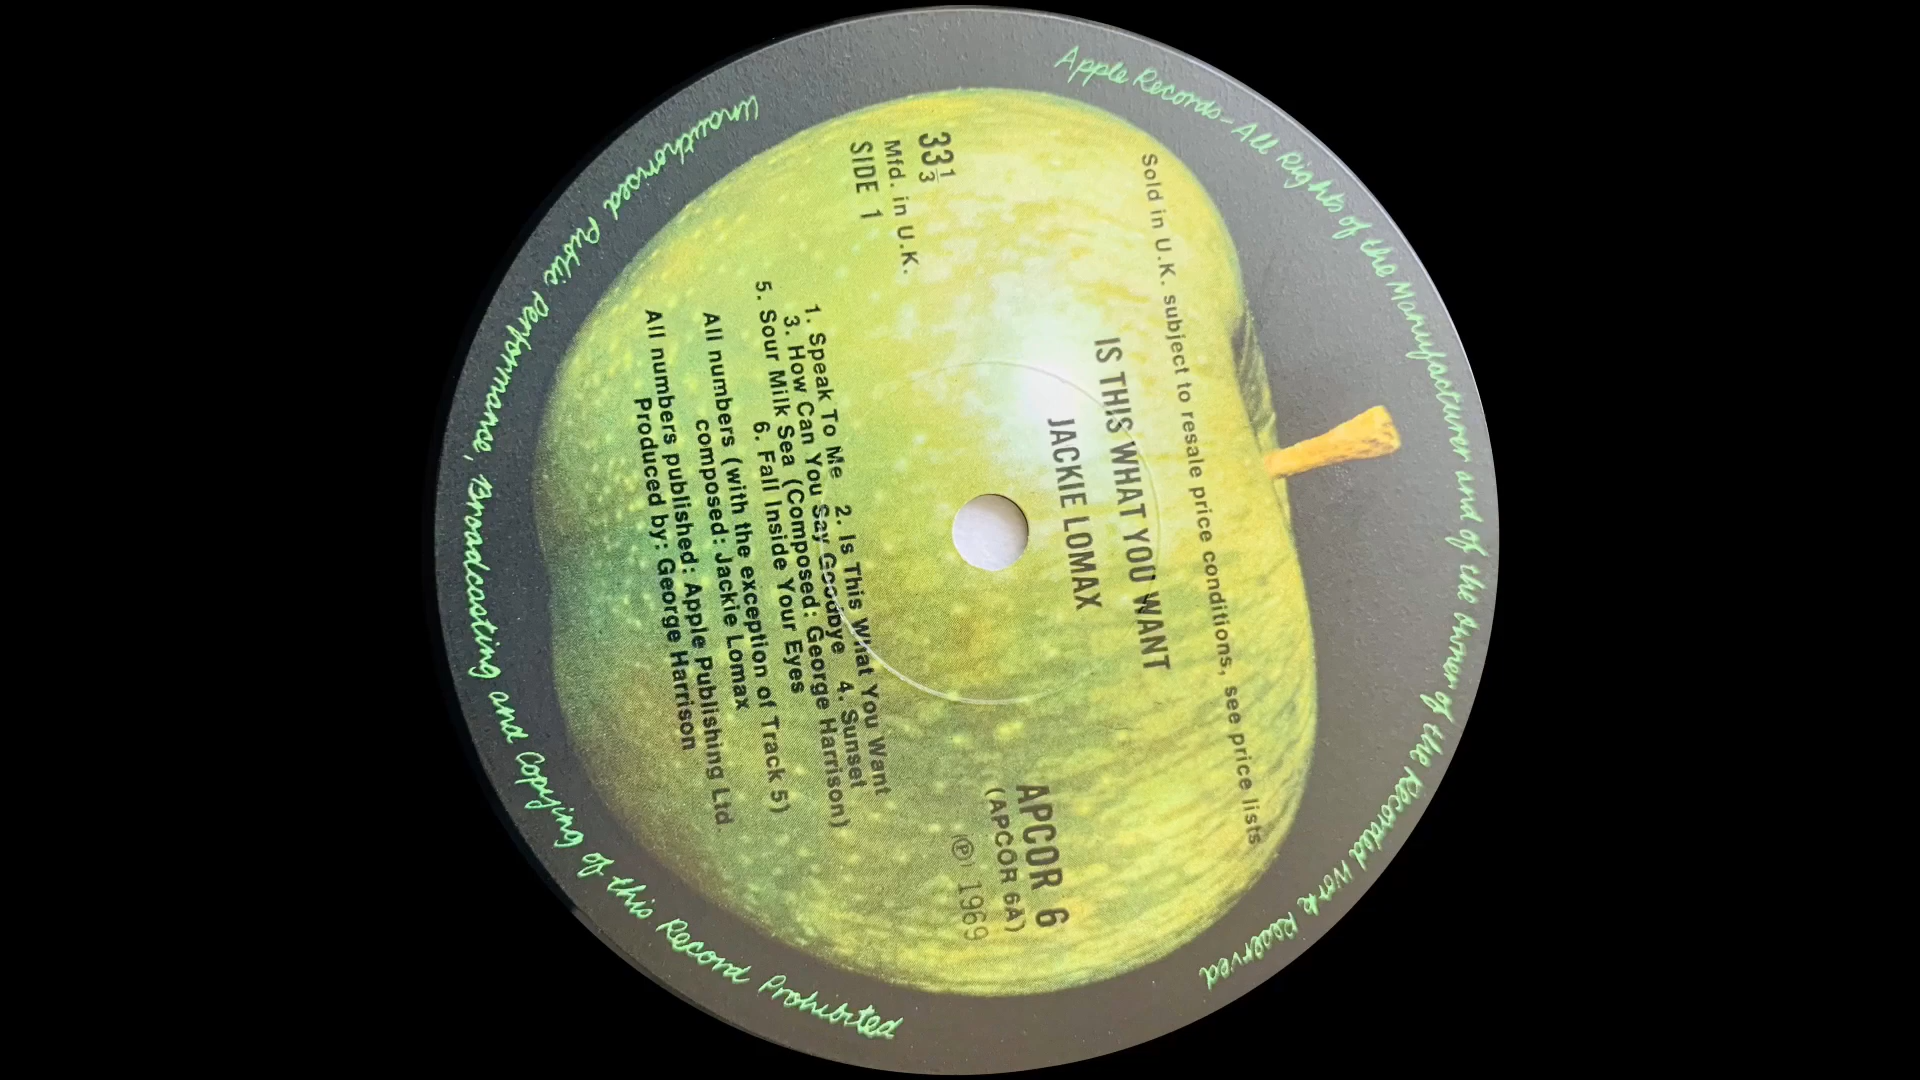 Apple Records - All Rights of the Manufacturer and of the Owner of the Recorded Work Reserved
Sold in U.K. subject to resale price conditions, see price lists
IS THIS WHAT YOU WANT
JACKIE LOMAX
33 1/3
Mfd. in U.K.
SIDE 1
APCOR 6
(APCOR 6A)
Ⓟ 1969
1. Speak To Me 2. Is This What You Want
3. How Can You Say Goodbye 4. Sunset
5. Sour Milk Sea (Composed: George Harrison)
6. Fall Inside Your Eyes
All numbers (with the exception of Track 5)
composed: Jackie Lomax
All numbers published: Apple Publishing Ltd.
Produced by: George Harrison
Unauthorised Public Performance, Broadcasting and Copying of this Record Prohibited